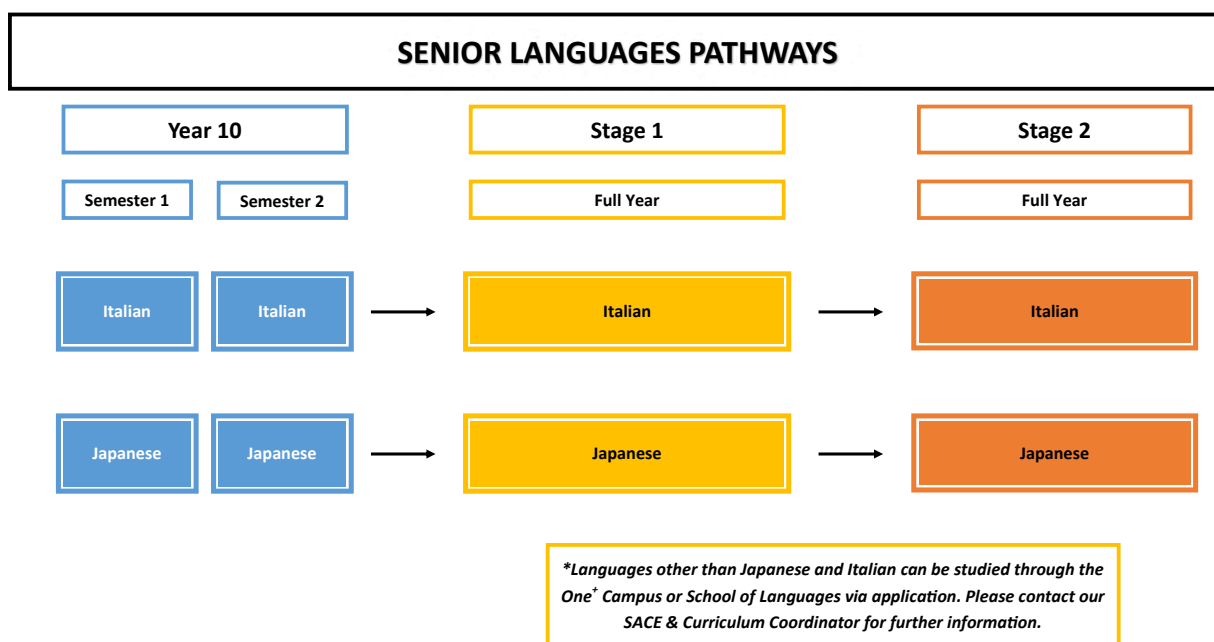 SENIOR LANGUAGES PATHWAYS
Year 10
Stage 1
Stage 2
Semester 1
Semester 2
Full Year
Full Year
Italian
Italian
Italian
Italian
Japanese
Japanese
Japanese
Japanese
*Languages other than Japanese and Italian can be studied through the
One+ Campus or School of Languages via application. Please contact our
SACE & Curriculum Coordinator for further information.